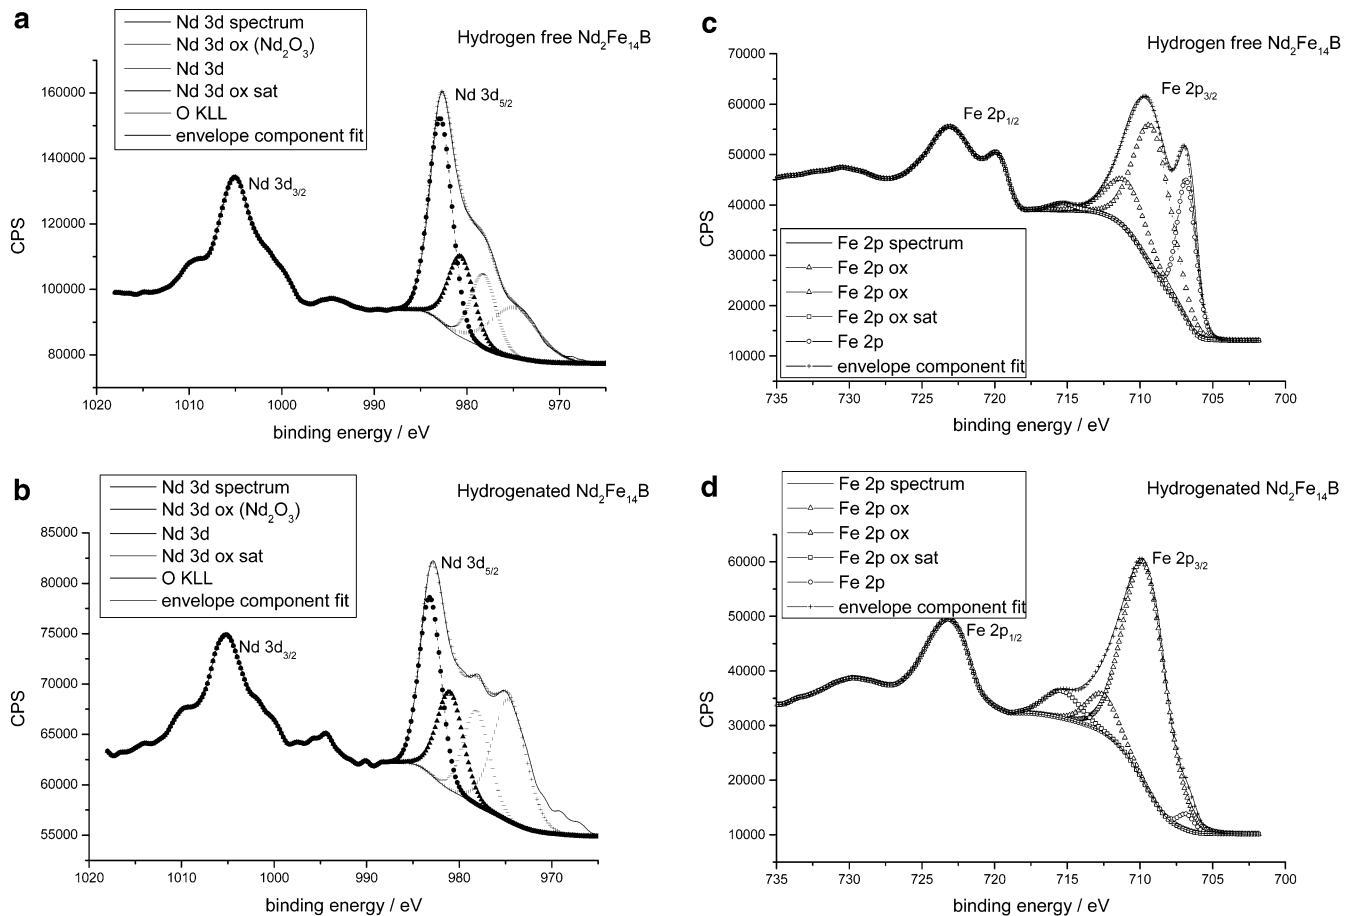 a
Nd 3d spectrum
Nd 3d ox (Nd2O3)
Nd 3d
Nd 3d ox sat
O KLL
envelope component fit
Hydrogen free Nd2Fe14B
Nd 3d5/2
Nd 3d3/2
CPS
160000
140000
120000
100000
80000
1020
1010
1000
990
980
970
binding energy / eV
c
Hydrogen free Nd2Fe14B
Fe 2p3/2
Fe 2p1/2
CPS
70000
60000
50000
40000
30000
20000
10000
Fe 2p spectrum
Fe 2p ox
Fe 2p ox
Fe 2p ox sat
Fe 2p
envelope component fit
735
730
725
720
715
710
705
700
binding energy / eV
b
Nd 3d spectrum
Nd 3d ox (Nd2O3)
Nd 3d
Nd 3d ox sat
O KLL
envelope component fit
Hydrogenated Nd2Fe14B
Nd 3d5/2
Nd 3d3/2
CPS
85000
80000
75000
70000
65000
60000
55000
1020
1010
1000
990
980
970
binding energy / eV
d
Fe 2p spectrum
Fe 2p ox
Fe 2p ox
Fe 2p ox sat
Fe 2p
envelope component fit
Hydrogenated Nd2Fe14B
Fe 2p3/2
Fe 2p1/2
CPS
60000
50000
40000
30000
20000
10000
735
730
725
720
715
710
705
700
binding energy / eV